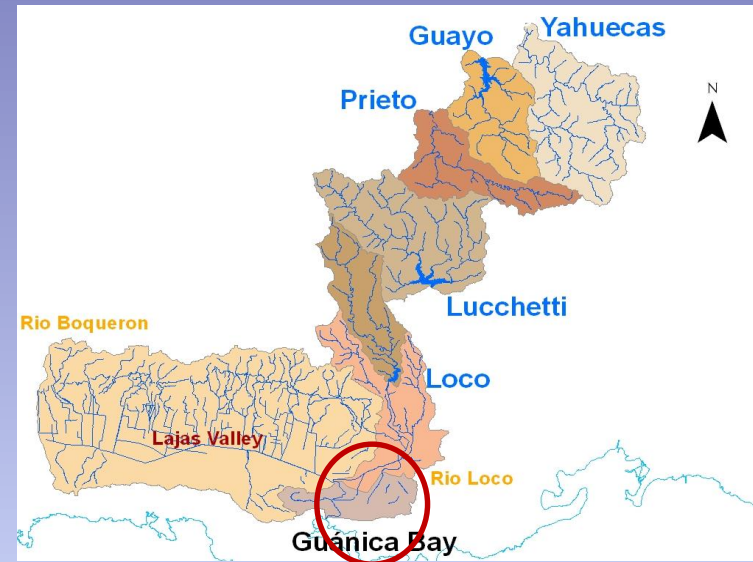 Guayo
Yahuecas
Prieto
N
Lucchetti
Rio Boqueron
Loco
Lajas Valley
Rio Loco
Guánica Bay